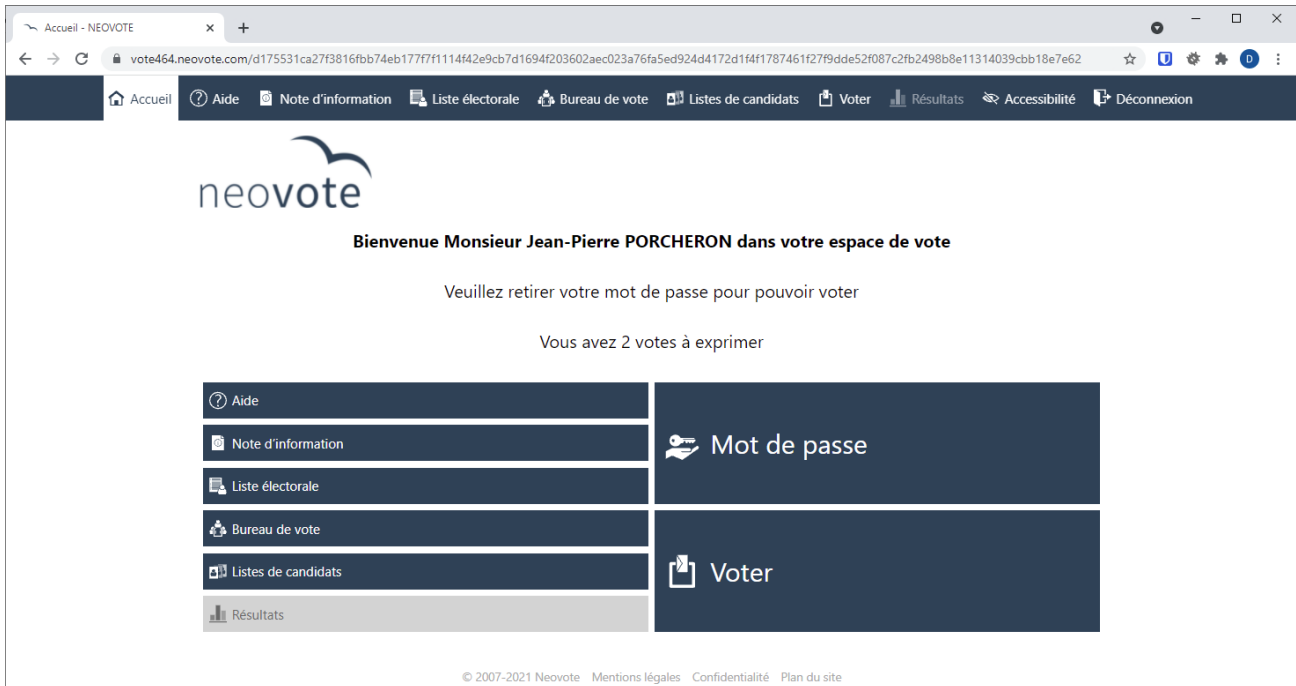 Accueil - NEOVOTE
vote464.neovote.com/d175531ca27f3816fbb74eb177f7f1114f42e9cb7d1694f203602aec023a76fa5ed924d4172d1f4f1787461f27f9dde52f087c2fb2498b8e11314039cbb18e7e62
D
Accueil Aide Note d'information Liste électorale Bureau de vote Listes de candidats Voter Résultats Accessibilité Déconnexion
neovote
Bienvenue Monsieur Jean-Pierre PORCHERON dans votre espace de vote
Veuillez retirer votre mot de passe pour pouvoir voter
Vous avez 2 votes à exprimer
Aide
Note d'information
Liste électorale
Bureau de vote
Listes de candidats
Résultats
Mot de passe
Voter
© 2007-2021 Neovote Mentions légales Confidentialité Plan du site